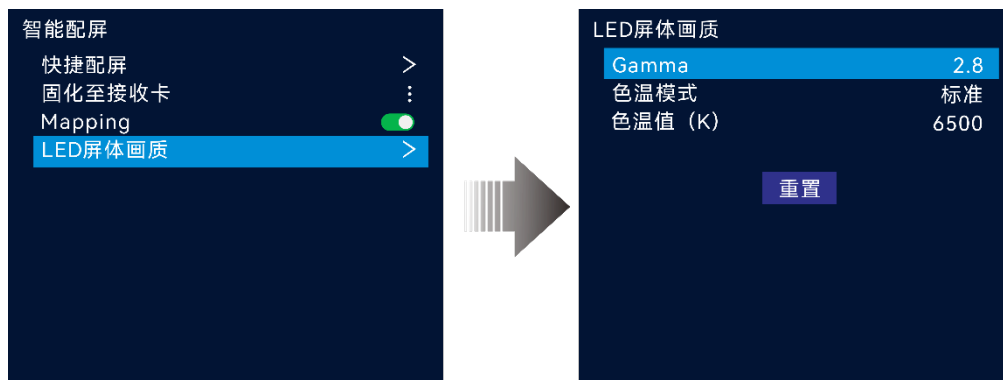 智能配屏
快捷配屏
固化至接收卡
Mapping
LED屏体画质
LED屏体画质
Gamma 2.8
色温模式 标准
色温值（K） 6500
重置